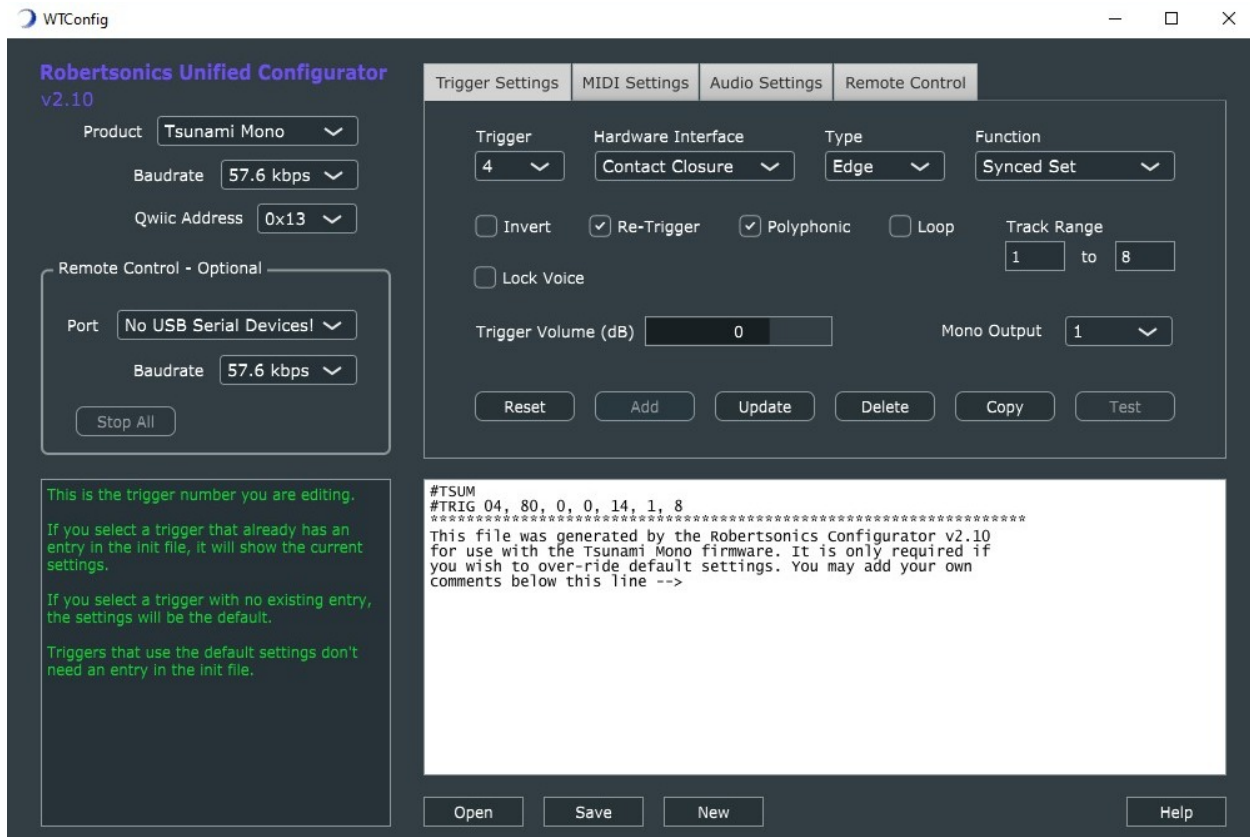 WTConfig
Robertsonics Unified Configurator
v2.10
Product Tsunami Mono
Baudrate 57.6 kbps
Qwiic Address 0x13
Remote Control - Optional
Port No USB Serial Devices!
Baudrate 57.6 kbps
Stop All
Trigger Settings MIDI Settings Audio Settings Remote Control
Trigger Hardware Interface Type Function
4 Contact Closure Edge Synced Set
Invert Re-Trigger Polyphonic Loop Track Range
1 to 8
Lock Voice
Trigger Volume (dB) 0 Mono Output 1
Reset Add Update Delete Copy Test
This is the trigger number you are editing.
If you select a trigger that already has an
entry in the init file, it will show the current
settings.
If you select a trigger with no existing entry,
the settings will be the default.
Triggers that use the default settings don't
need an entry in the init file.
#TSUM
#TRIG 04, 80, 0, 0, 14, 1, 8
******************************************************************
This file was generated by the Robertsonics Configurator v2.10
for use with the Tsunami Mono firmware. It is only required if
you wish to over-ride default settings. You may add your own
comments below this line -->
Open Save New Help